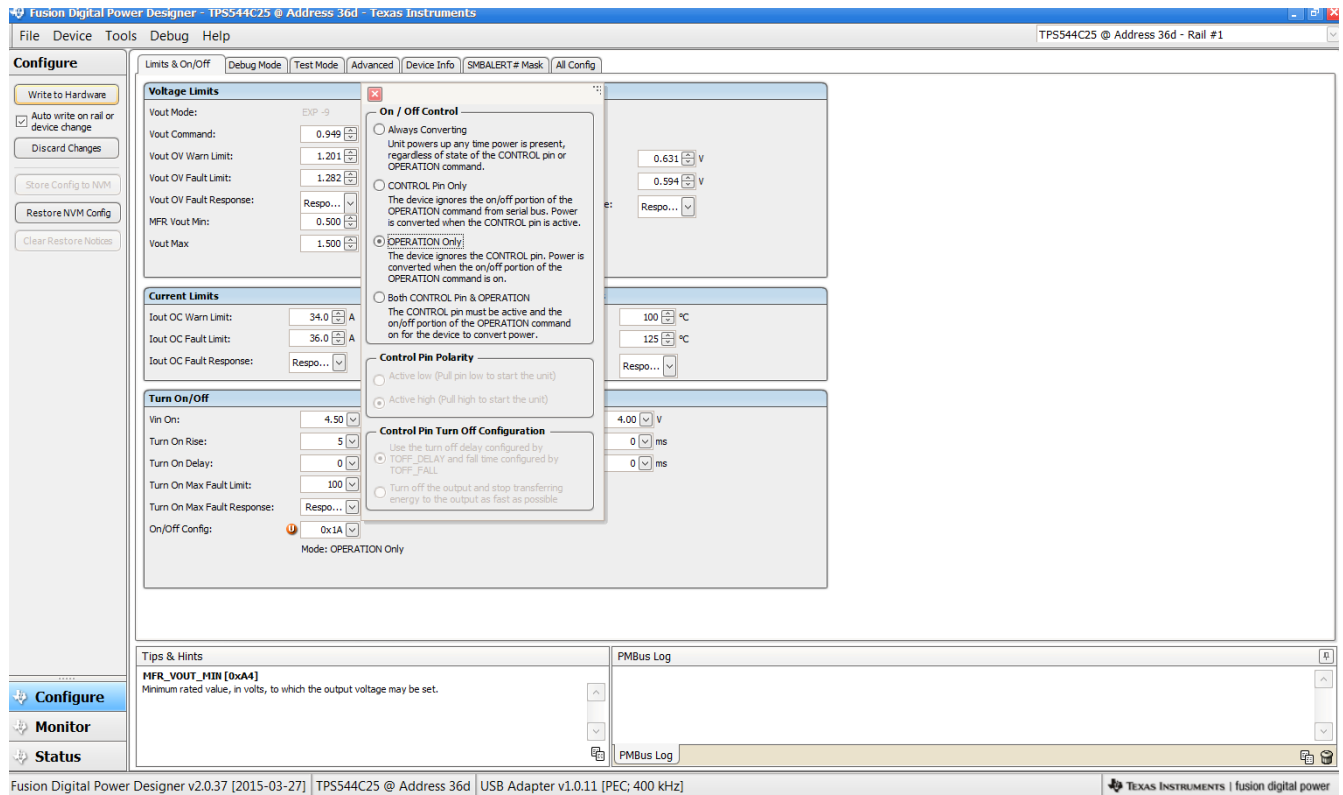 Fusion Digital Power Designer - TPS544C25 @ Address 36d - Texas Instruments
File Device Tools Debug Help
TPS544C25 @ Address 36d - Rail #1
Configure
Write to Hardware
Auto write on rail or
device change
Discard Changes
Store Config to NVM
Restore NVM Config
Clear Restore Notices
Limits & On/Off Debug Mode Test Mode Advanced Device Info SMBALERT# Mask All Config
Voltage Limits
Vout Mode: EXP -9
Vout Command: 0.949
Vout OV Warn Limit: 1.201
0.631 V
Vout OV Fault Limit: 1.282
0.594 V
Vout OV Fault Response: Respo...
e: Respo...
MFR Vout Min: 0.500
Vout Max 1.500
Current Limits
Iout OC Warn Limit: 34.0 A
100 °C
Iout OC Fault Limit: 36.0 A
125 °C
Iout OC Fault Response: Respo...
Respo...
Turn On/Off
Vin On: 4.50
4.00 V
Turn On Rise: 5
0 ms
Turn On Delay: 0
0 ms
Turn On Max Fault Limit: 100
Turn On Max Fault Response: Respo...
On/Off Config: 0x1A
Mode: OPERATION Only
On / Off Control
Always Converting
Unit powers up any time power is present,
regardless of state of the CONTROL pin or
OPERATION command.
CONTROL Pin Only
The device ignores the on/off portion of the
OPERATION command from serial bus. Power
is converted when the CONTROL pin is active.
OPERATION Only
The device ignores the CONTROL pin. Power is
converted when the on/off portion of the
OPERATION command is on.
Both CONTROL Pin & OPERATION
The CONTROL pin must be active and the
on/off portion of the OPERATION command
on for the device to convert power.
Control Pin Polarity
Active low (Pull pin low to start the unit)
Active high (Pull high to start the unit)
Control Pin Turn Off Configuration
Use the turn off delay configured by
TOFF_DELAY and fall time configured by
TOFF_FALL
Turn off the output and stop transferring
energy to the output as fast as possible
Tips & Hints
MFR_VOUT_MIN [0xA4]
Minimum rated value, in volts, to which the output voltage may be set.
PMBus Log
PMBus Log
Configure
Monitor
Status
Fusion Digital Power Designer v2.0.37 [2015-03-27] TPS544C25 @ Address 36d USB Adapter v1.0.11 [PEC; 400 kHz]
TEXAS INSTRUMENTS | fusion digital power